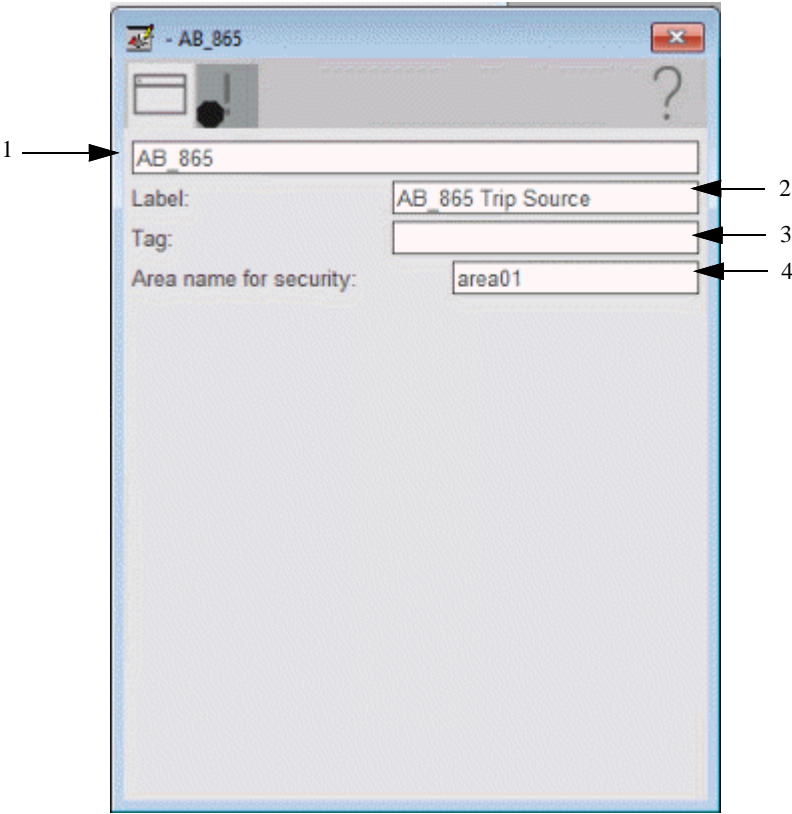 - AB_865
?
1
AB_865
Label: AB_865 Trip Source 2
Tag: 3
Area name for security: area01 4